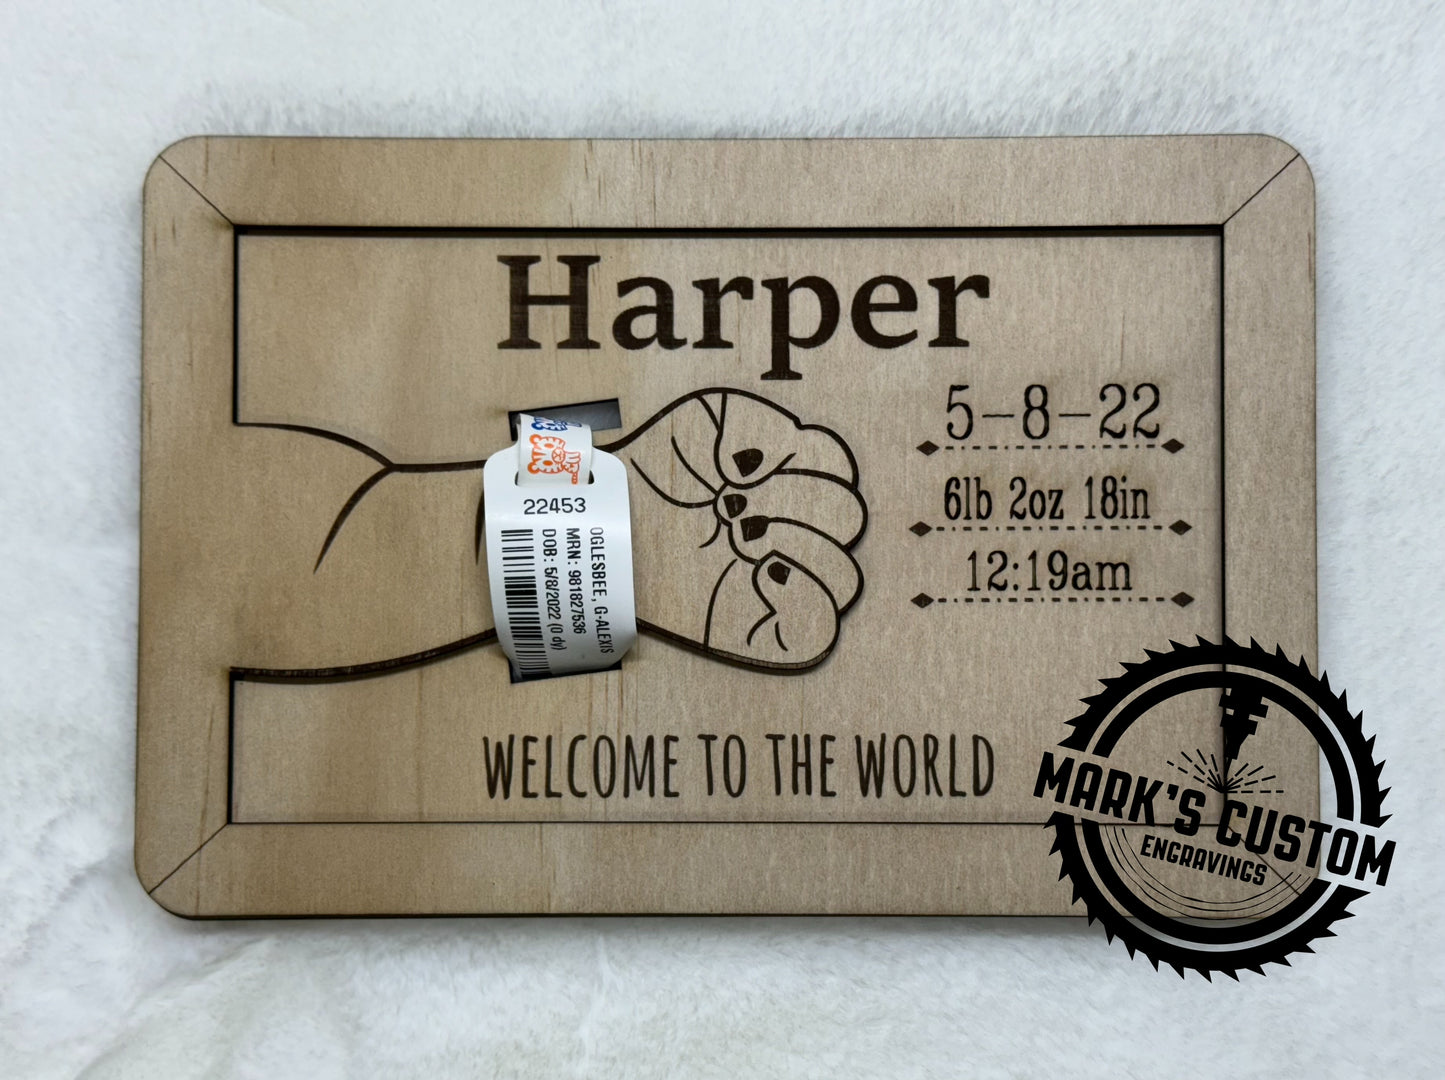 Harper
5-8-22
6lb 2oz 18in
12:19am
22453
OGLESBEE, G-ALEXIS
MRN: 981827536
DOB: 5/8/2022 (0 dy)
WELCOME TO THE WORLD
MARK'S CUSTOM
ENGRAVINGS